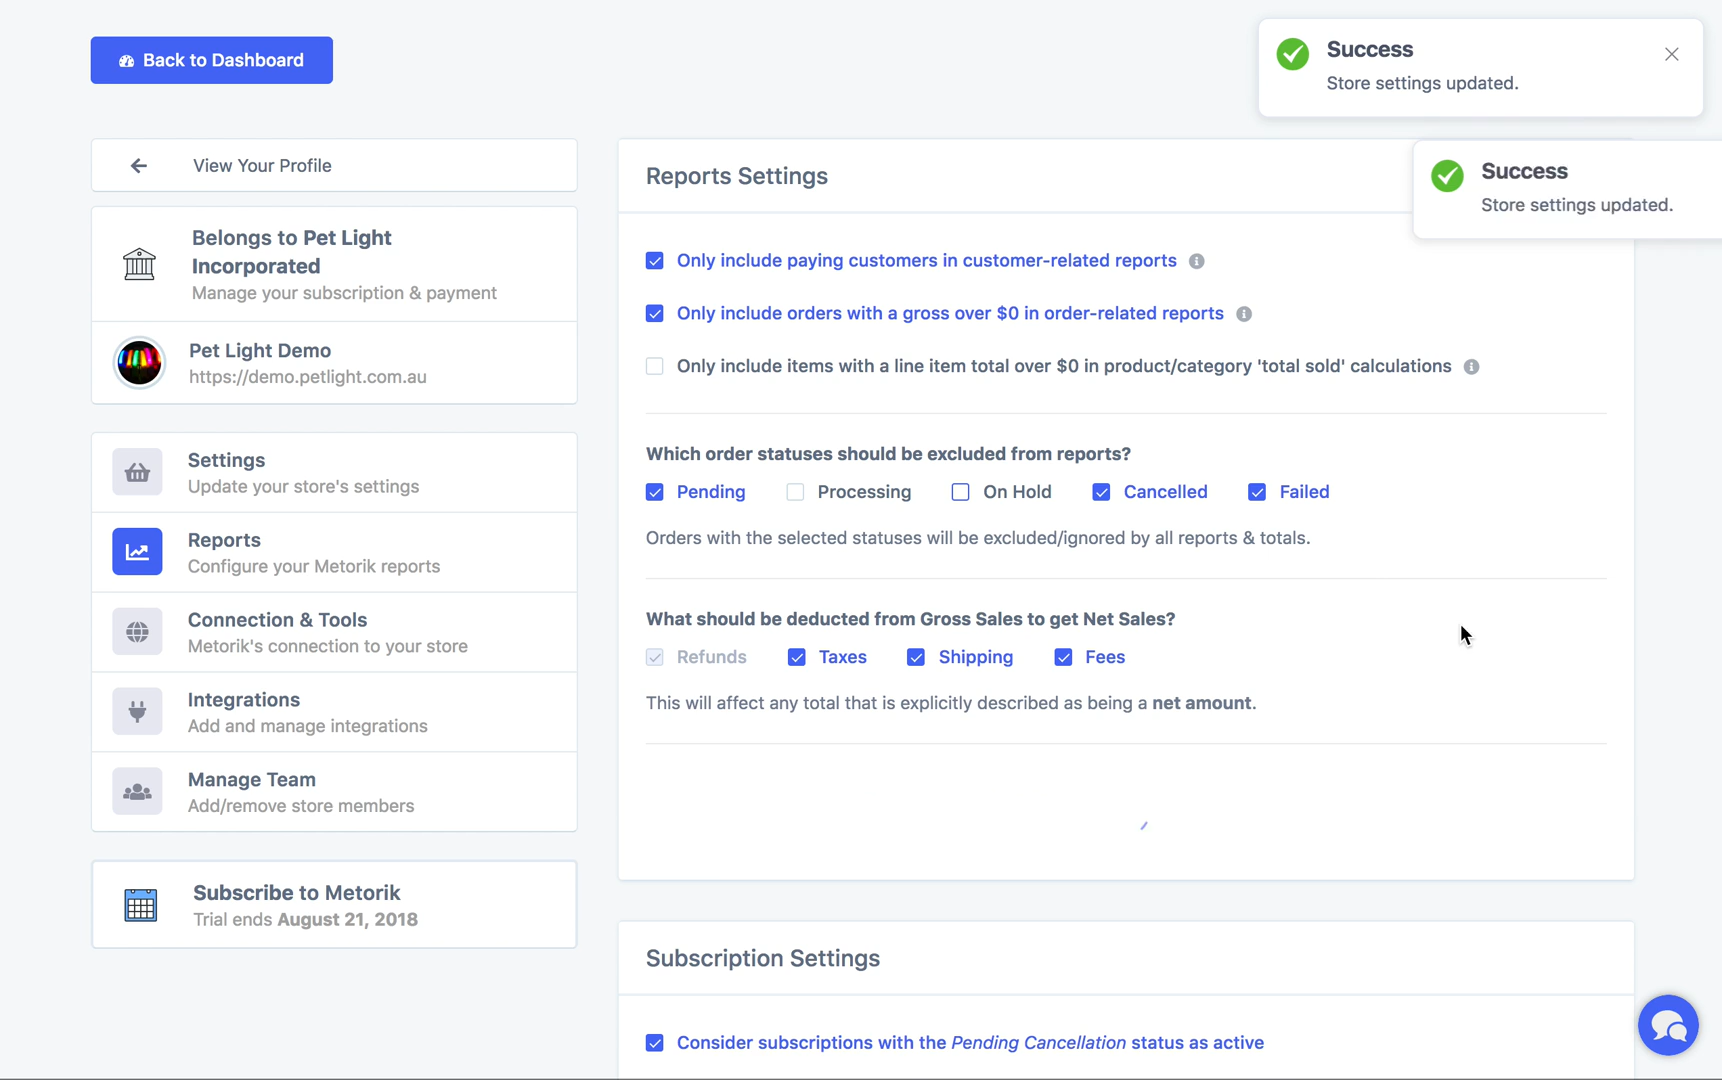 Back to Dashboard
Success
Store settings updated.
View Your Profile
Reports Settings
Success
Store settings updated.
Belongs to Pet Light
Incorporated
Manage your subscription & payment
Pet Light Demo
https://demo.petlight.com.au
Only include paying customers in customer-related reports
Only include orders with a gross over $0 in order-related reports
Only include items with a line item total over $0 in product/category 'total sold' calculations
Which order statuses should be excluded from reports?
Pending Processing On Hold Cancelled Failed
Orders with the selected statuses will be excluded/ignored by all reports & totals.
What should be deducted from Gross Sales to get Net Sales?
Refunds Taxes Shipping Fees
This will affect any total that is explicitly described as being a net amount.
Settings
Update your store's settings
Reports
Configure your Metorik reports
Connection & Tools
Metorik's connection to your store
Integrations
Add and manage integrations
Manage Team
Add/remove store members
Subscribe to Metorik
Trial ends August 21, 2018
Subscription Settings
Consider subscriptions with the Pending Cancellation status as active